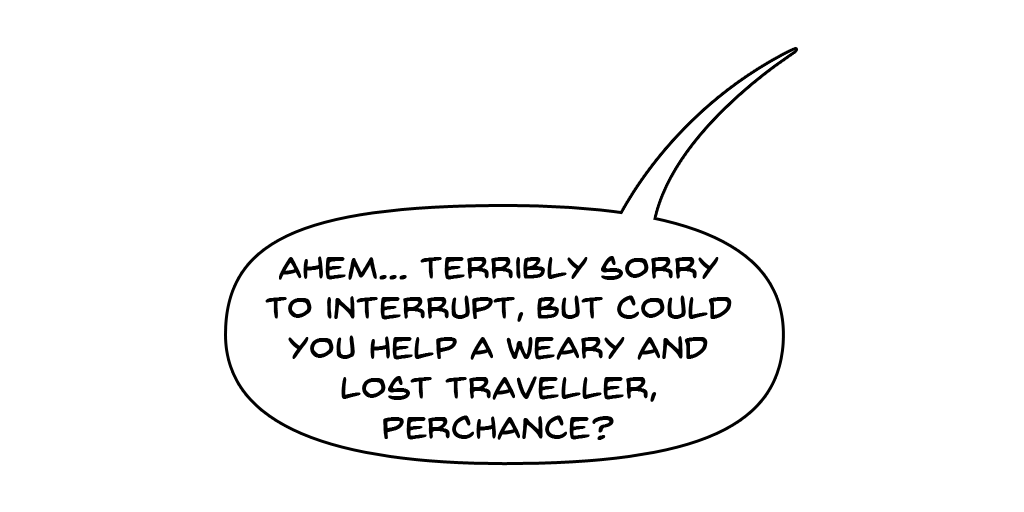 AHEM... TERRIBLY SORRY
TO INTERRUPT, BUT COULD
YOU HELP A WEARY AND
LOST TRAVELLER,
PERCHANCE?